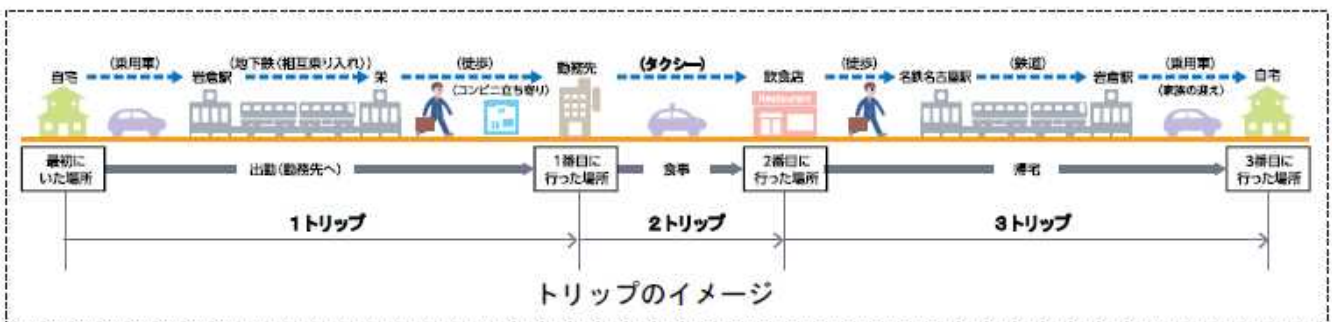 (乗用車)
(地下鉄(相互乗り入れ))
(徒歩)
(タクシー)
(徒歩)
(鉄道)
(乗用車)
自宅
岩倉駅
栄
(コンビニ立ち寄り)
勤務先
飲食店
名鉄名古屋駅
岩倉駅
(家族の迎え)
自宅
Restaurant
最初に
いた場所
出勤(勤務先へ)
1番目に
行った場所
食事
2番目に
行った場所
帰宅
3番目に
行った場所
1トリップ
2トリップ
3トリップ
トリップのイメージ